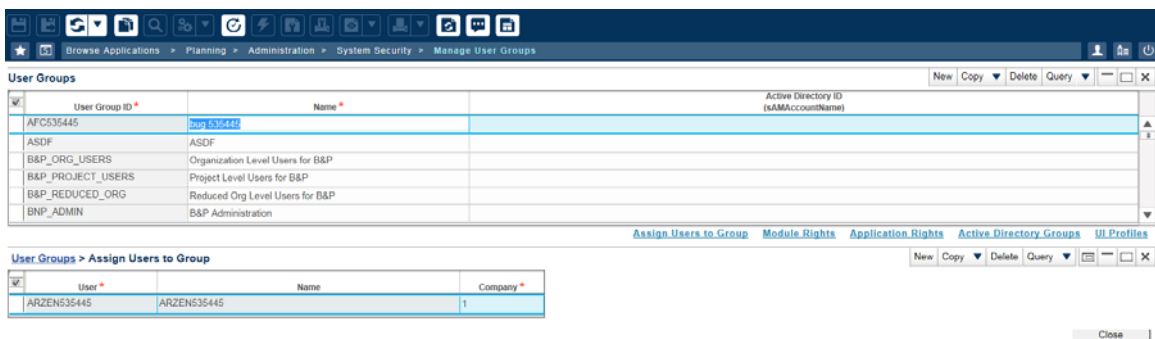 Browse Applications > Planning > Administration > System Security > Manage User Groups
User Groups New Copy Delete Query
User Group ID * Name * Active Directory ID
(sAMAccountName)
AFC535445 bug 535445
ASDF ASDF
B&P_ORG_USERS Organization Level Users for B&P
B&P_PROJECT_USERS Project Level Users for B&P
B&P_REDUCED_ORG Reduced Org Level Users for B&P
BNP_ADMIN B&P Administration
Assign Users to Group Module Rights Application Rights Active Directory Groups UI Profiles
User Groups > Assign Users to Group New Copy Delete Query
User * Name Company *
ARZEN535445 ARZEN535445 1
Close